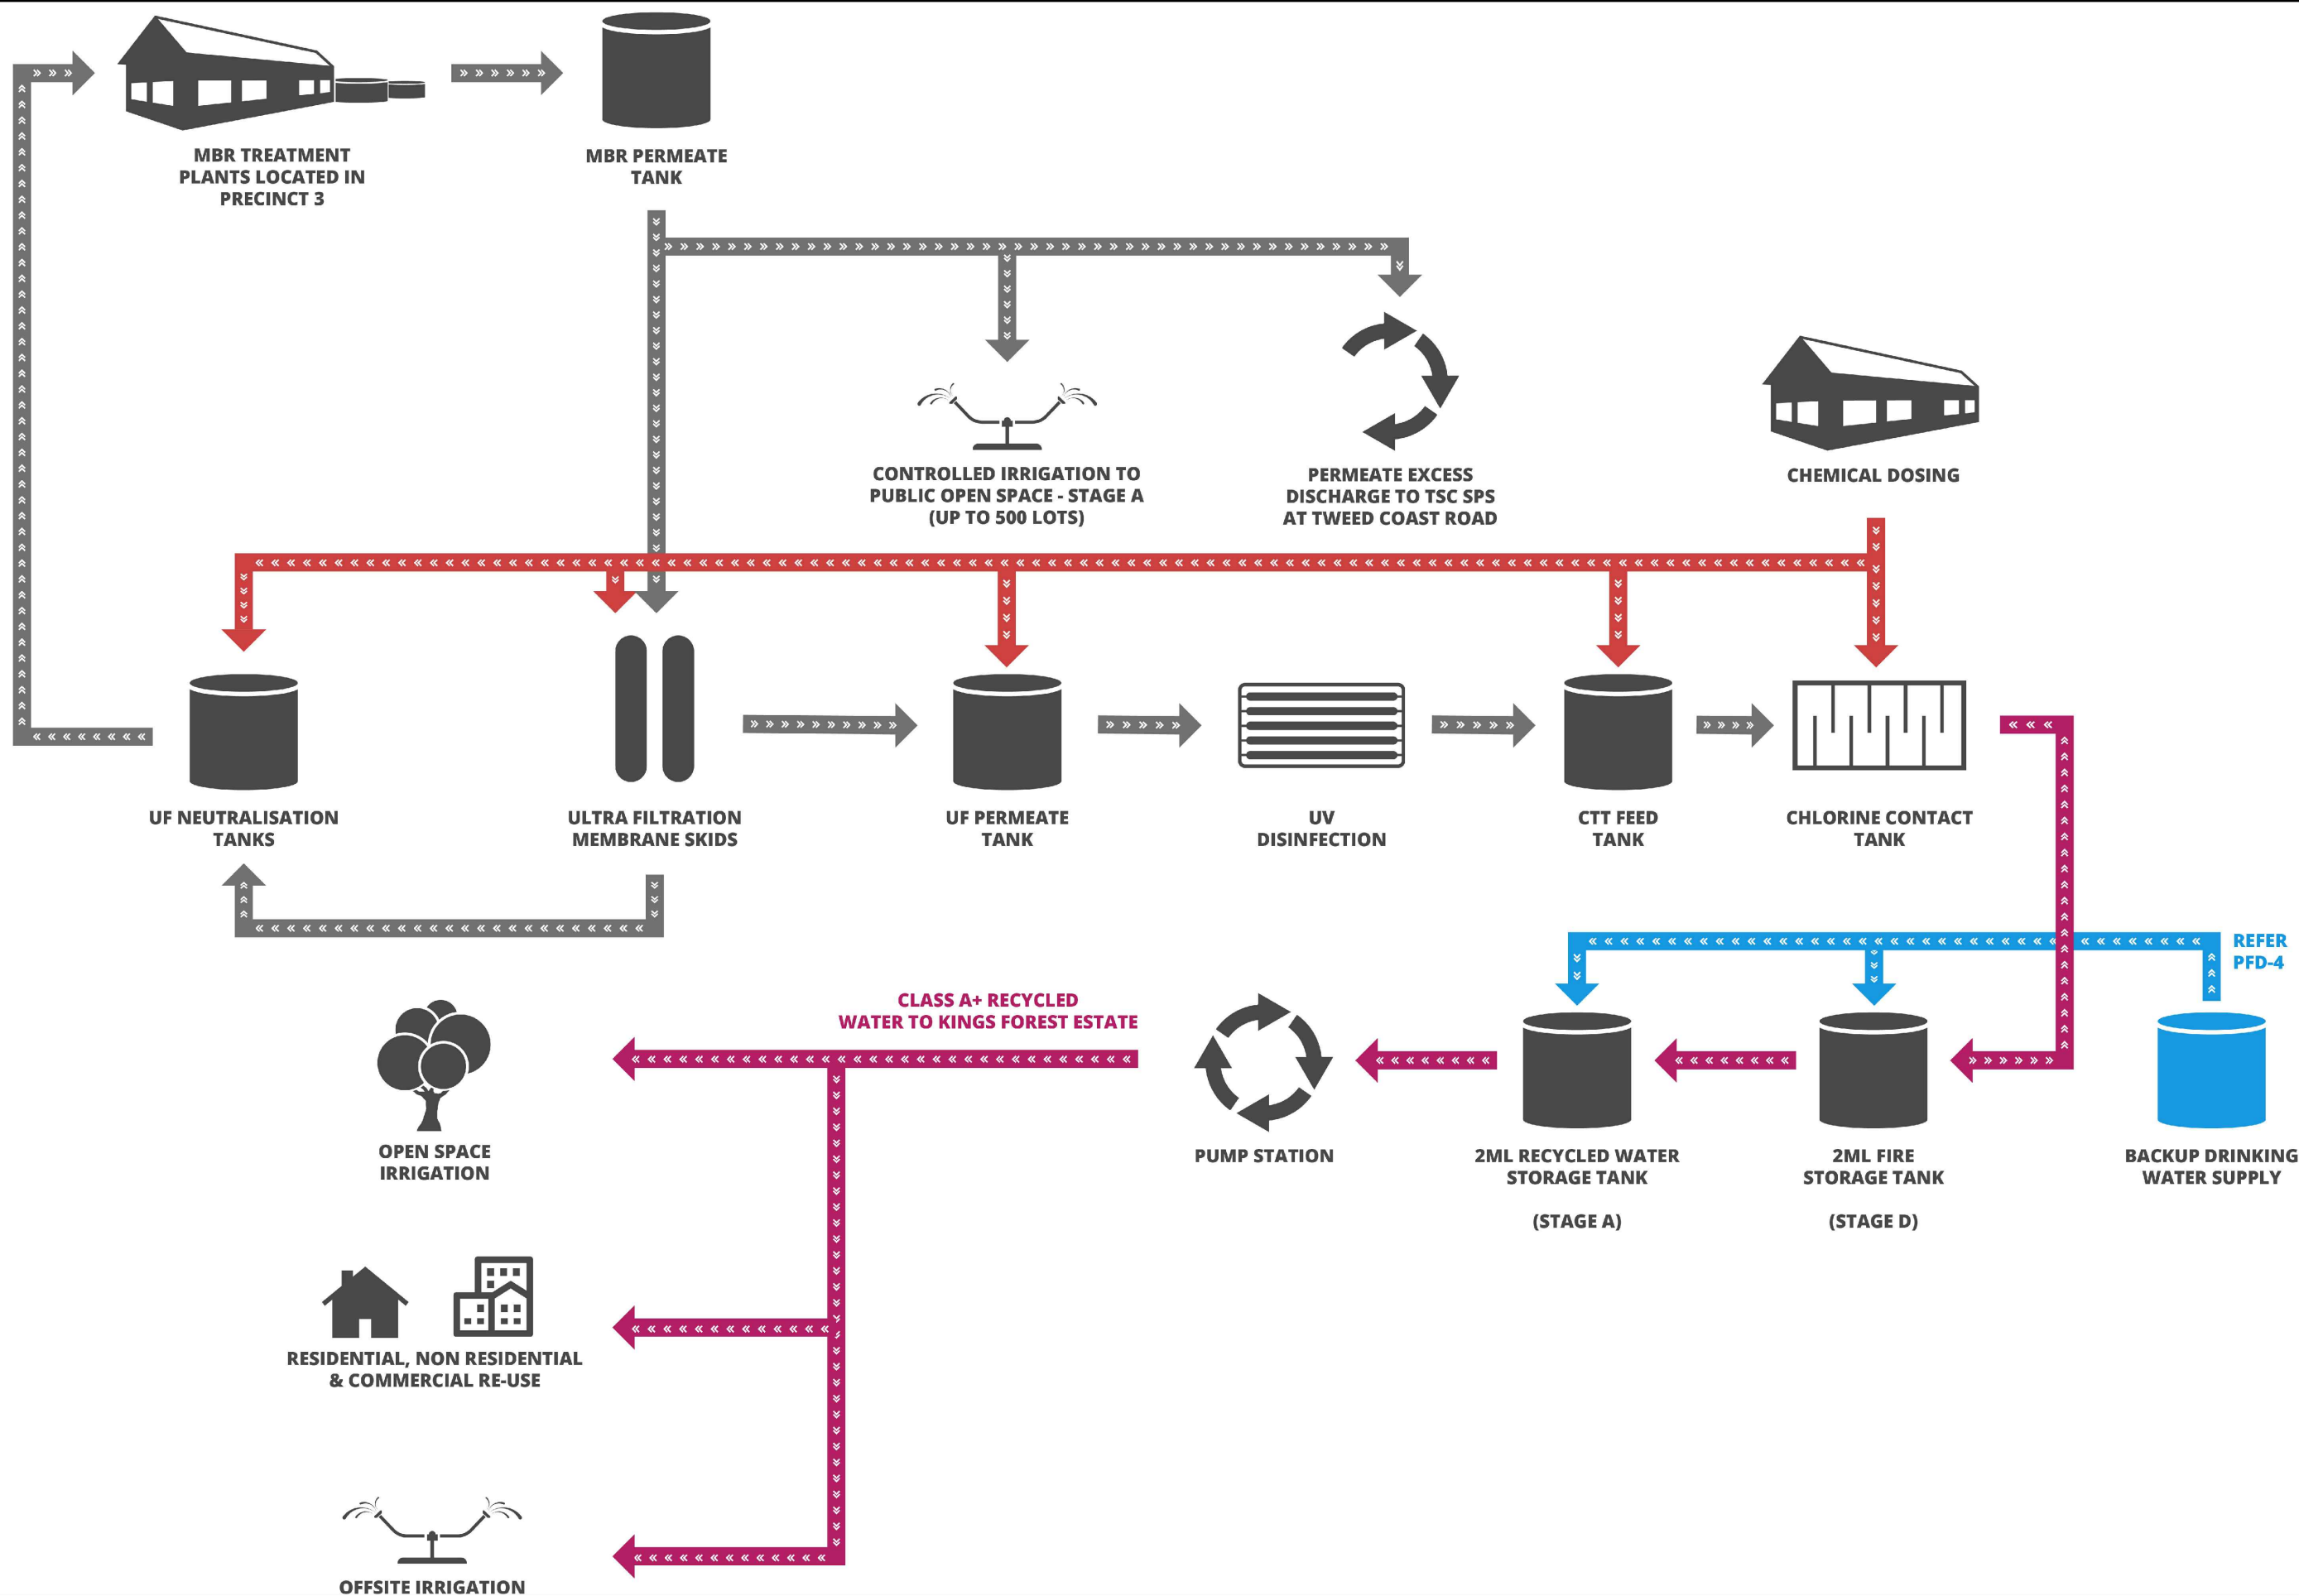 MBR TREATMENT
PLANTS LOCATED IN
PRECINCT 3
MBR PERMEATE
TANK
CONTROLLED IRRIGATION TO
PUBLIC OPEN SPACE - STAGE A
(UP TO 500 LOTS)
PERMEATE EXCESS
DISCHARGE TO TSC SPS
AT TWEED COAST ROAD
CHEMICAL DOSING
UF NEUTRALISATION
TANKS
ULTRA FILTRATION
MEMBRANE SKIDS
UF PERMEATE
TANK
UV
DISINFECTION
CTT FEED
TANK
CHLORINE CONTACT
TANK
REFER
PFD-4
CLASS A+ RECYCLED
WATER TO KINGS FOREST ESTATE
OPEN SPACE
IRRIGATION
PUMP STATION
2ML RECYCLED WATER
STORAGE TANK
(STAGE A)
2ML FIRE
STORAGE TANK
(STAGE D)
BACKUP DRINKING
WATER SUPPLY
RESIDENTIAL, NON RESIDENTIAL
& COMMERCIAL RE-USE
OFFSITE IRRIGATION